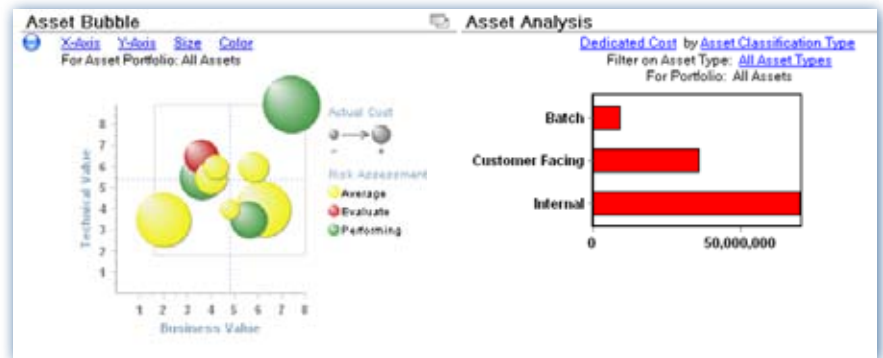 Asset Bubble
X-Axis Y-Axis Size Color
For Asset Portfolio: All Assets
Technical Value
8
7
6
5
4
3
2
1
1 2 3 4 5 6 7 8
Business Value
Actual Cost
- +
Risk Assessment
Average
Evaluate
Performing
Asset Analysis
Dedicated Cost by Asset Classification Type
Filter on Asset Type: All Asset Types
For Portfolio: All Assets
Batch
Customer Facing
Internal
0 50,000,000